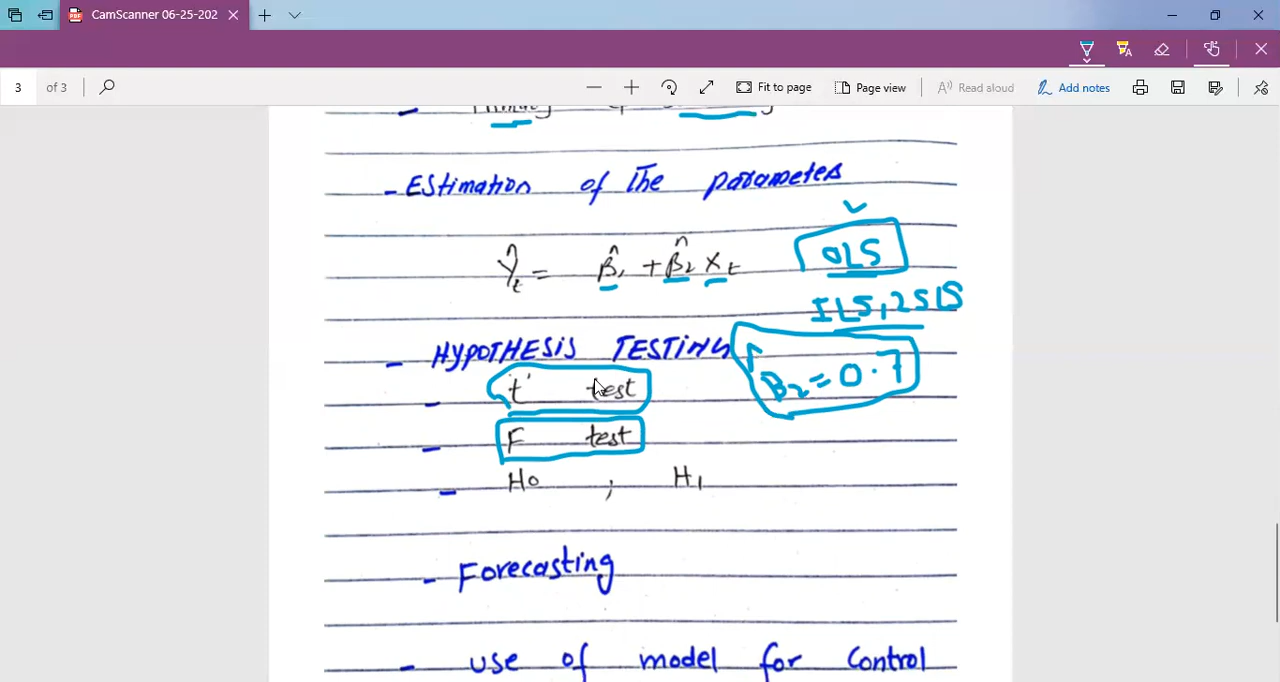 CamScanner 06-25-202
3 of 3
Fit to page
Page view
Read aloud
Add notes
- Estimation of the parameters
Ŷt = β̂1 + β̂2 Xt
OLS
ILS, 2SLS
- HYPOTHESIS TESTING
B̂2 = 0.7
- t' test
- F test
- H0 ; H1
- Forecasting
- use of model for control